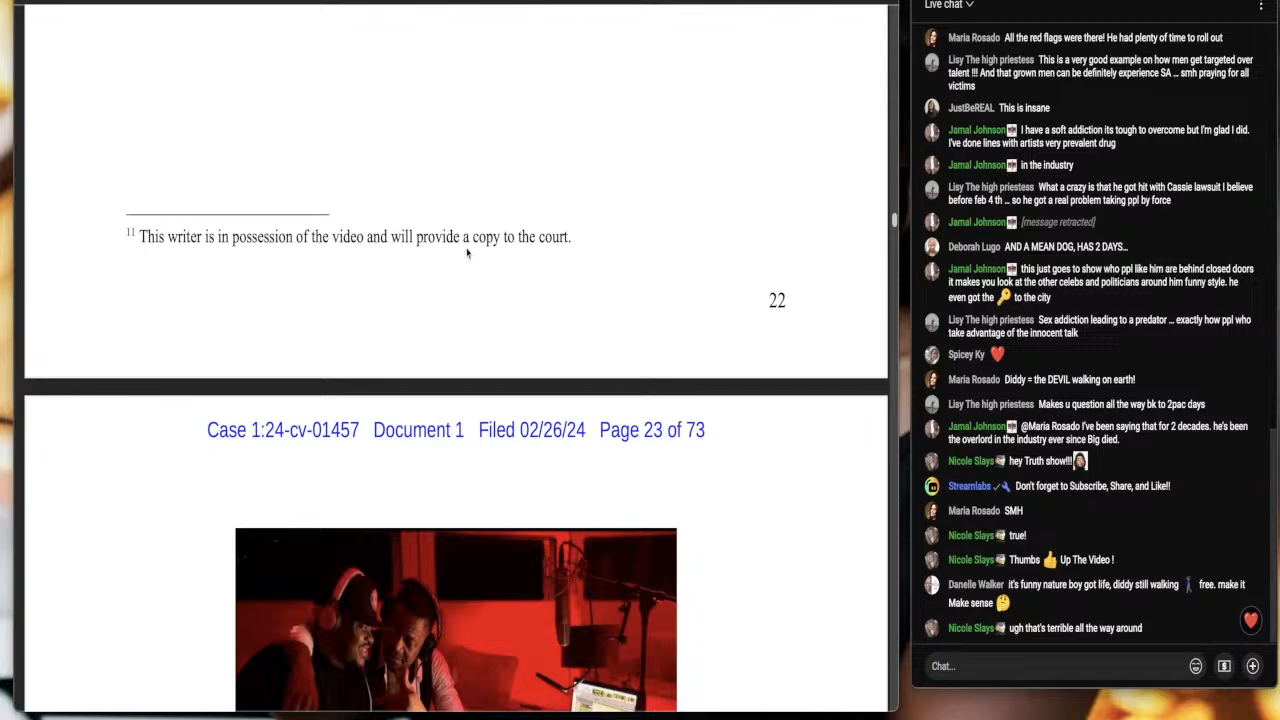 11 This writer is in possession of the video and will provide a copy to the court.
22
Case 1:24-cv-01457 Document 1 Filed 02/26/24 Page 23 of 73
Live chat
Maria Rosado All the red flags were there! He had plenty of time to roll out
Lisy The high priestess This is a very good example on how men get targeted over
talent !!! And that grown men can be definitely experience SA ... smh praying for all
victims
JustBeREAL This is insane
Jamal Johnson I have a soft addiction its tough to overcome but I'm glad I did.
I've done lines with artists very prevalent drug
Jamal Johnson in the industry
Lisy The high priestess What a crazy is that he got hit with Cassie lawsuit I believe
before feb 4 th ... so he got a real problem taking ppl by force
Jamal Johnson [message retracted]
Deborah Lugo AND A MEAN DOG, HAS 2 DAYS...
Jamal Johnson this just goes to show who ppl like him are behind closed doors
it makes you look at the other celebs and politicians around him funny style. he
even got the 🔑 to the city
Lisy The high priestess Sex addiction leading to a predator ... exactly how ppl who
take advantage of the innocent talk
Spicey Ky ❤️
Maria Rosado Diddy = the DEVIL walking on earth!
Lisy The high priestess Makes u question all the way bk to 2pac days
Jamal Johnson @Maria Rosado I've been saying that for 2 decades. he's been
the overlord in the industry ever since Big died.
Nicole Slays hey Truth show!!!
Streamlabs Don't forget to Subscribe, Share, and Like!!
Maria Rosado SMH
Nicole Slays true!
Nicole Slays Thumbs 👍 Up The Video !
Danelle Walker it's funny nature boy got life, diddy still walking 🚶 free. make it
Make sense 🤔
Nicole Slays ugh that's terrible all the way around
Chat...